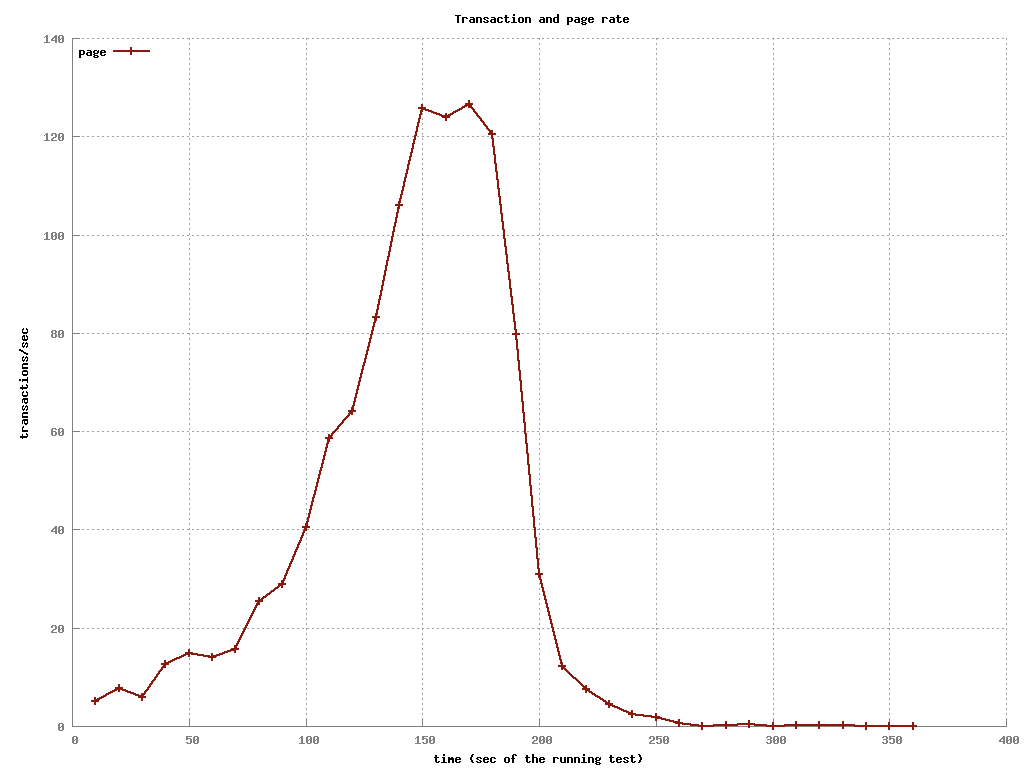 Transaction and page rate
page
transactions/sec
140
120
100
80
60
40
20
0
0 50 100 150 200 250 300 350 400
time (sec of the running test)